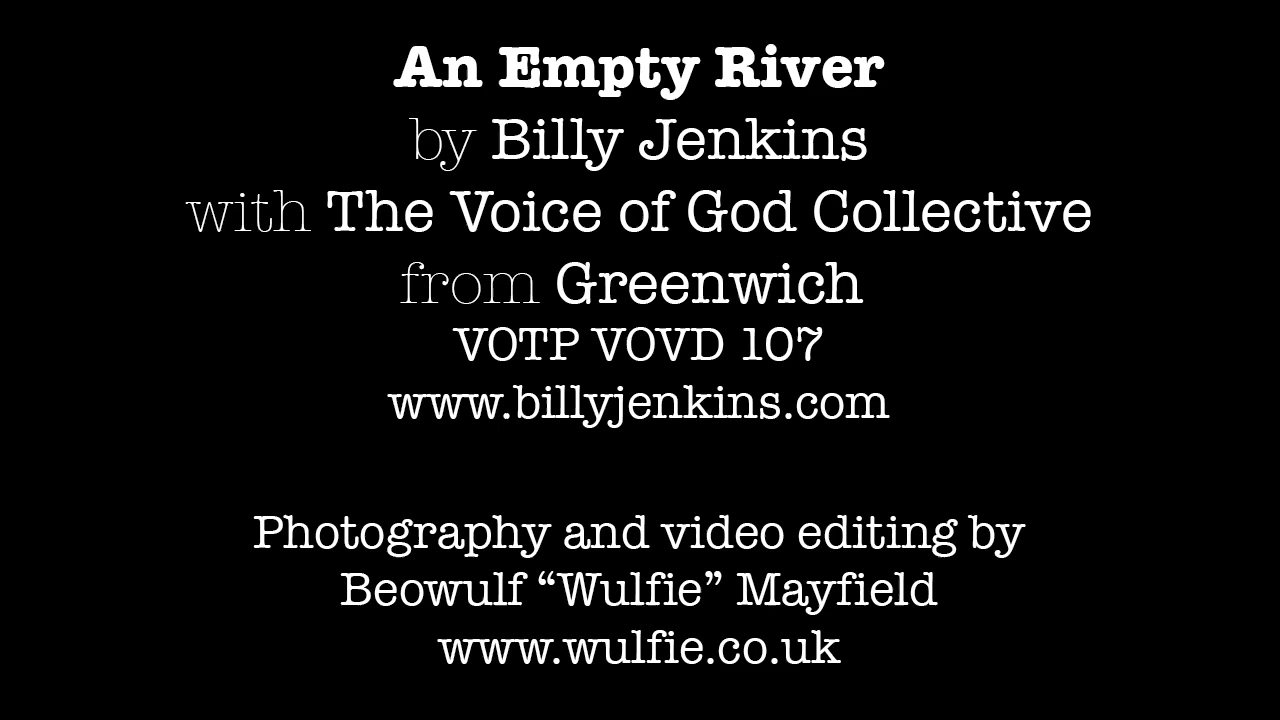 An Empty River
by Billy Jenkins
with The Voice of God Collective
from Greenwich
VOTP VOVD 107
www.billyjenkins.com
Photography and video editing by
Beowulf “Wulfie” Mayfield
www.wulfie.co.uk